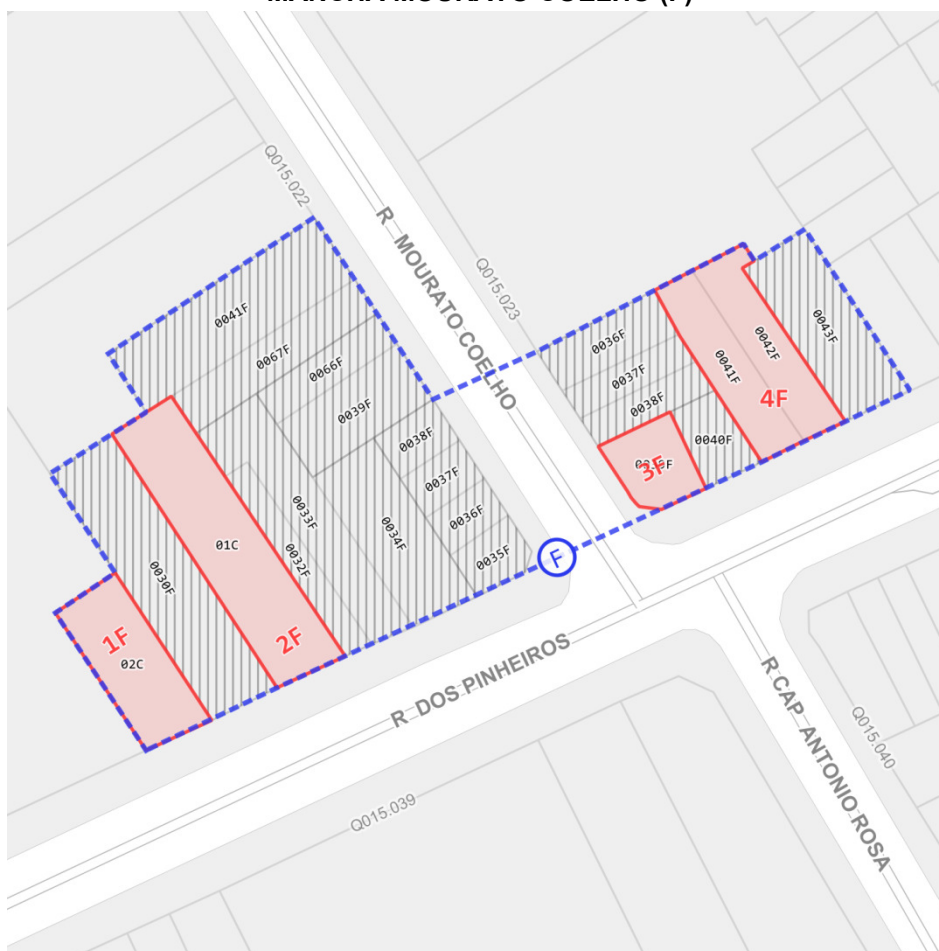 Q015.022
R MOURATO COELHO
Q015.023
0041F
0067F
0066F
0039F
0038F
0037F
0036F
0035F
0034F
0033F
0032F
01C
2F
0030F
1F
02C
0036F
0037F
0038F
3F
0040F
0041F
0042F
4F
0043F
F
R DOS PINHEIROS
R CAP ANTONIO ROSA
Q015.039
Q015.040